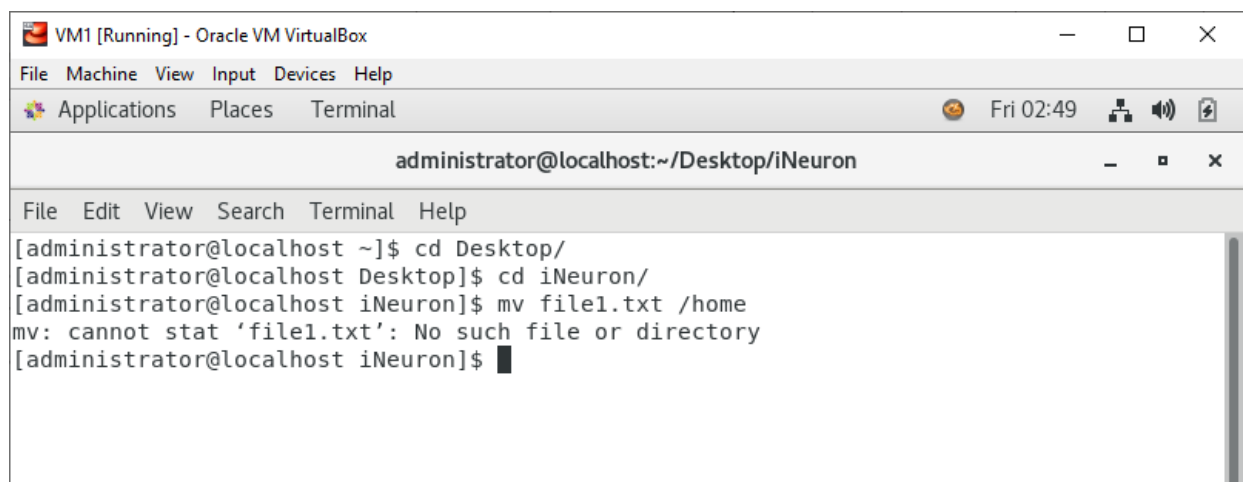 VM1 [Running] - Oracle VM VirtualBox
File Machine View Input Devices Help
Applications Places Terminal Fri 02:49
administrator@localhost:~/Desktop/iNeuron
File Edit View Search Terminal Help
[administrator@localhost ~]$ cd Desktop/
[administrator@localhost Desktop]$ cd iNeuron/
[administrator@localhost iNeuron]$ mv file1.txt /home
mv: cannot stat ‘file1.txt’: No such file or directory
[administrator@localhost iNeuron]$